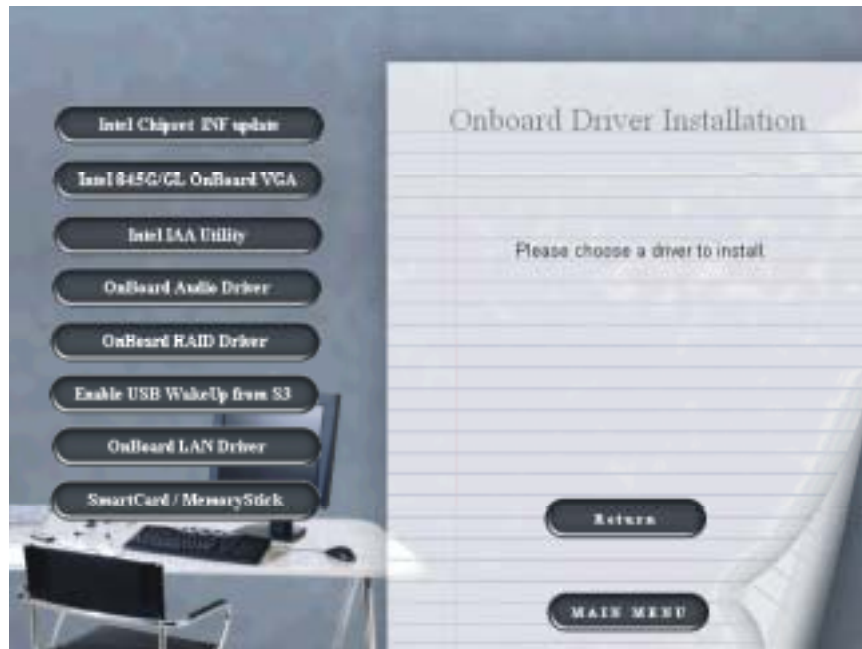 Intel Chipset INF update
Intel 845G/GL OnBoard VGA
Intel IAA Utility
OnBoard Audio Driver
OnBoard RAID Driver
Enable USB WakeUp from S3
OnBoard LAN Driver
SmartCard / MemoryStick
Onboard Driver Installation
Please choose a driver to install.
Return
MAIN MENU